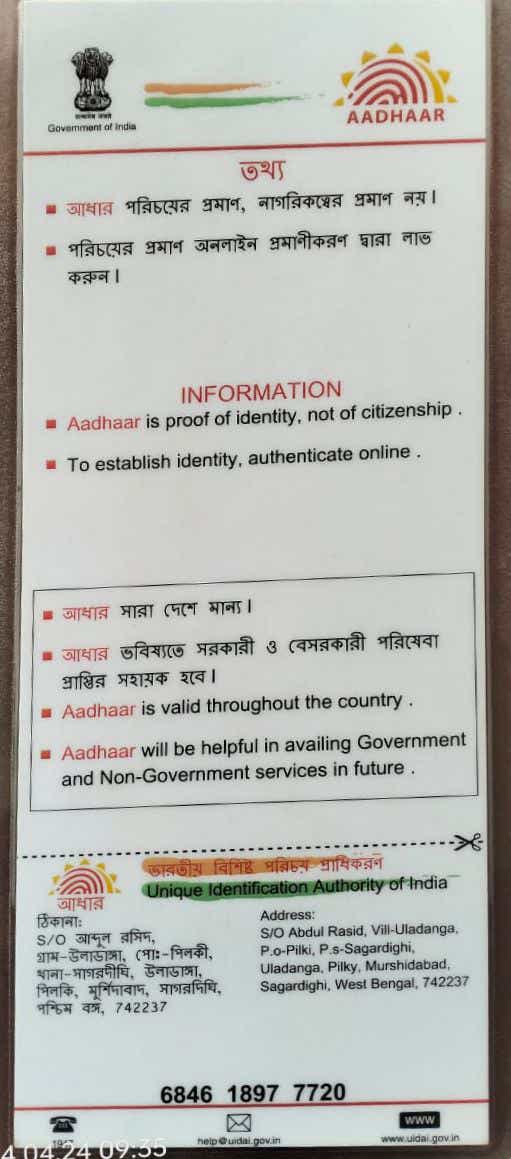 सत्यमेव जयते
Government of India
AADHAAR
তথ্য
আধার পরিচয়ের প্রমাণ, নাগরিকত্বের প্রমাণ নয়।
পরিচয়ের প্রমাণ অনলাইন প্রমাণীকরণ দ্বারা লাভ
করুন।
INFORMATION
Aadhaar is proof of identity, not of citizenship .
To establish identity, authenticate online .
আধার সারা দেশে মান্য।
আধার ভবিষ্যতে সরকারী ও বেসরকারী পরিষেবা
প্রাপ্তির সহায়ক হবে।
Aadhaar is valid throughout the country .
Aadhaar will be helpful in availing Government
and Non-Government services in future .
ভারতীয় বিশিষ্ট পরিচয় প্রাধিকরণ
Unique Identification Authority of India
আধার
ঠিকানা:
S/O আব্দুল রসিদ,
গ্রাম-উলাডাঙ্গা, পোঃ-পিলকী,
থানা-সাগরদীঘি, উলাডাঙ্গা,
পিলকি, মুর্শিদাবাদ, সাগরদিঘি,
পশ্চিম বঙ্গ, 742237
Address:
S/O Abdul Rasid, Vill-Uladanga,
P.o-Pilki, P.s-Sagardighi,
Uladanga, Pilky, Murshidabad,
Sagardighi, West Bengal, 742237
6846 1897 7720
help@uidai.gov.in
WWW
www.uidai.gov.in
4.04.24 09:35